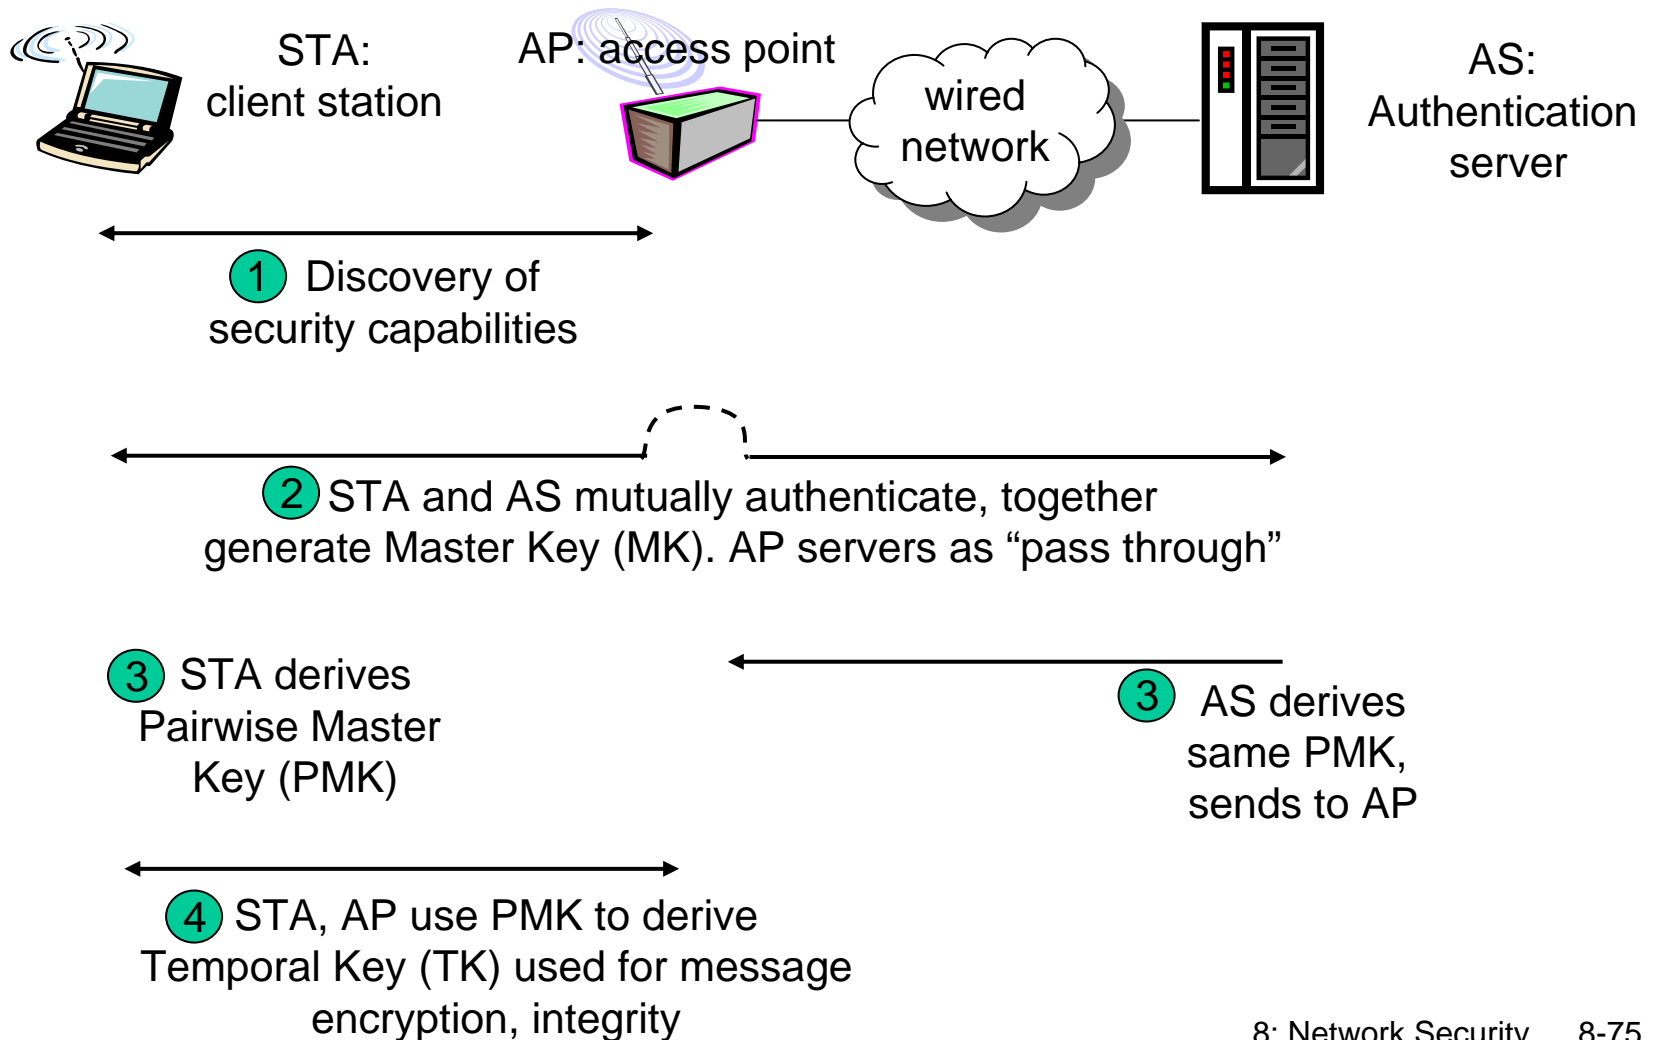 STA:
client station
AP: access point
wired
network
AS:
Authentication
server
1 Discovery of
security capabilities
2 STA and AS mutually authenticate, together
generate Master Key (MK). AP servers as “pass through”
3 STA derives
Pairwise Master
Key (PMK)
3 AS derives
same PMK,
sends to AP
4 STA, AP use PMK to derive
Temporal Key (TK) used for message
encryption, integrity
8: Network Security 8-75